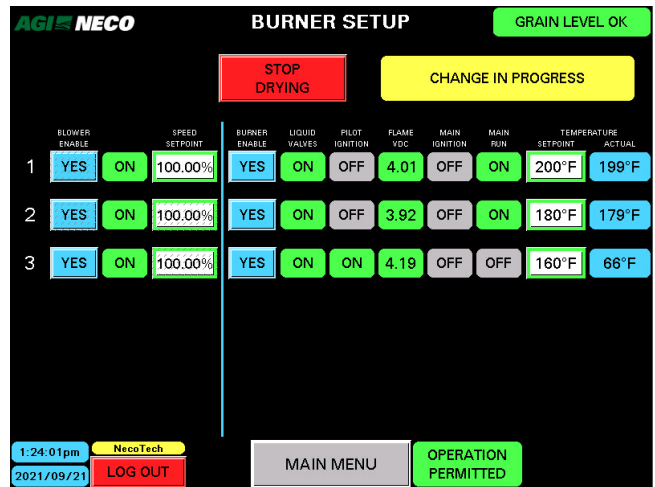 AGI NECO
BURNER SETUP
GRAIN LEVEL OK
STOP
DRYING
CHANGE IN PROGRESS
BLOWER
ENABLE
SPEED
SETPOINT
BURNER
ENABLE
LIQUID
VALVES
PILOT
IGNITION
FLAME
VDC
MAIN
IGNITION
MAIN
RUN
TEMPERATURE
SETPOINT ACTUAL
1 YES ON 100.00% YES ON OFF 4.01 OFF ON 200°F 199°F
2 YES ON 100.00% YES ON OFF 3.92 OFF ON 180°F 179°F
3 YES ON 100.00% YES ON ON 4.19 OFF OFF 160°F 66°F
1:24:01pm NecoTech
2021/09/21 LOG OUT
MAIN MENU
OPERATION
PERMITTED